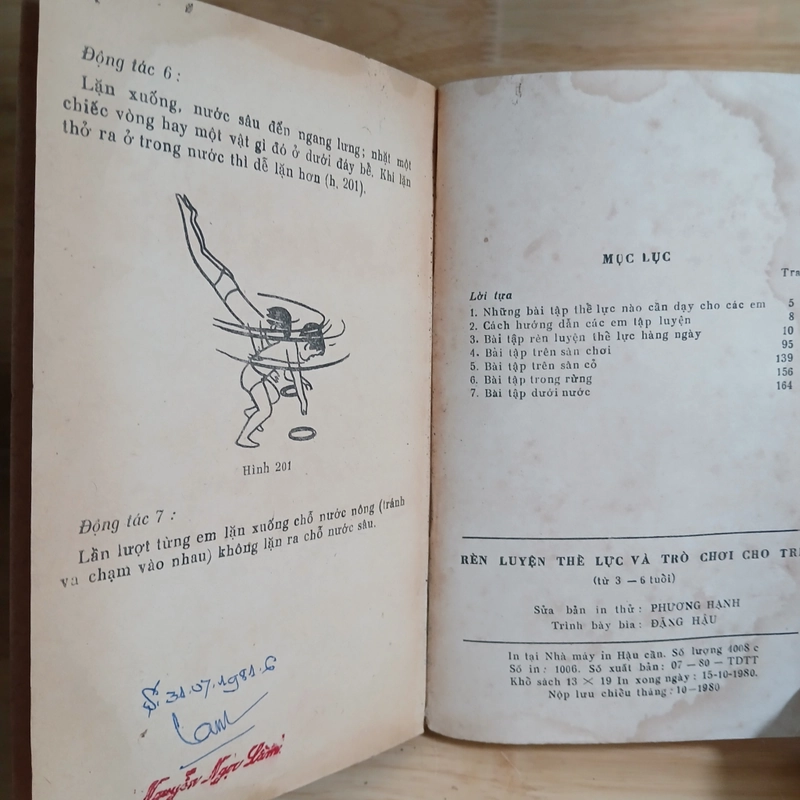 Động tác 6 :
Lặn xuống, nước sâu đến ngang lưng; nhặt một
chiếc vòng hay một vật gì đó ở dưới đáy bể. Khi lặn
thở ra ở trong nước thì dễ lặn hơn (h. 201).
Hình 201
Động tác 7 :
Lần lượt từng em lặn xuống chỗ nước nông (tránh
va chạm vào nhau) không lặn ra chỗ nước sâu.
31.07.1981.6
Nguyễn Ngọc Lâm
MỤC LỤC
Tra
Lời tựa
1. Những bài tập thể lực nào cần dạy cho các em 5
2. Cách hướng dẫn các em tập luyện 8
3. Bài tập rèn luyện thể lực hàng ngày 10
4. Bài tập trên sân chơi 95
5. Bài tập trên sân cỏ 139
6. Bài tập trong rừng 156
7. Bài tập dưới nước 164
RÈN LUYỆN THỂ LỰC VÀ TRÒ CHƠI CHO TR
(từ 3 — 6 tuổi)
Sửa bản in thử : PHƯƠNG HẠNH
Trình bày bìa : ĐẶNG HẬU
In tại Nhà máy in Hậu cần. Số lượng 4008 c
Số in : 1006. Số xuất bản : 07 — 80 — TDTT
Khổ sách 13 × 19 In xong ngày : 15-10-1980.
Nộp lưu chiểu tháng : 10-1980